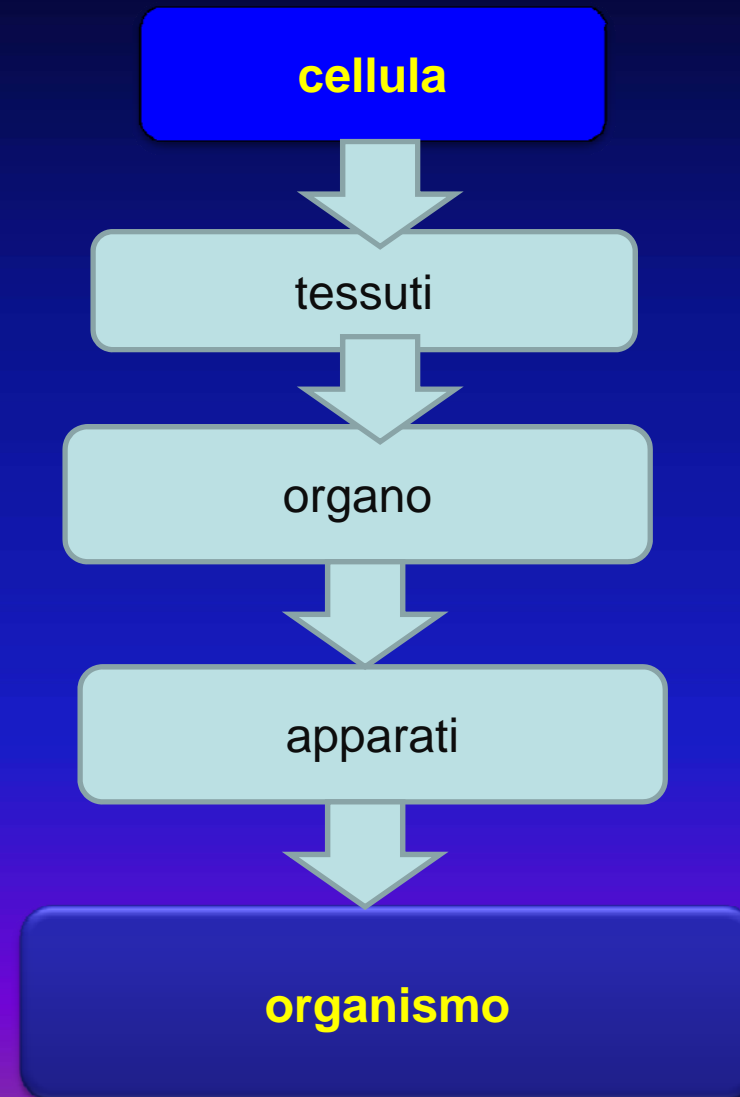 cellula
tessuti
organo
apparati
organismo